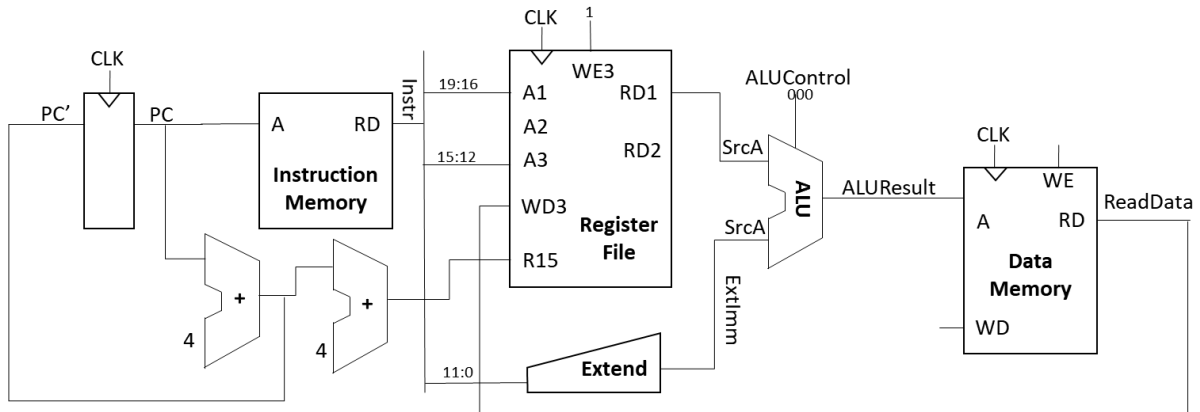 CLK
1
CLK
WE3
ALUControl
000
PC'
PC
A
RD
Instr
19:16
A1
RD1
CLK
A2
Instruction
Memory
15:12
A3
RD2
SrcA
ALU
ALUResult
WE
ReadData
A
RD
WD3
Register
File
SrcA
R15
Data
Memory
+
+
4
4
ExtImm
WD
Extend
11:0